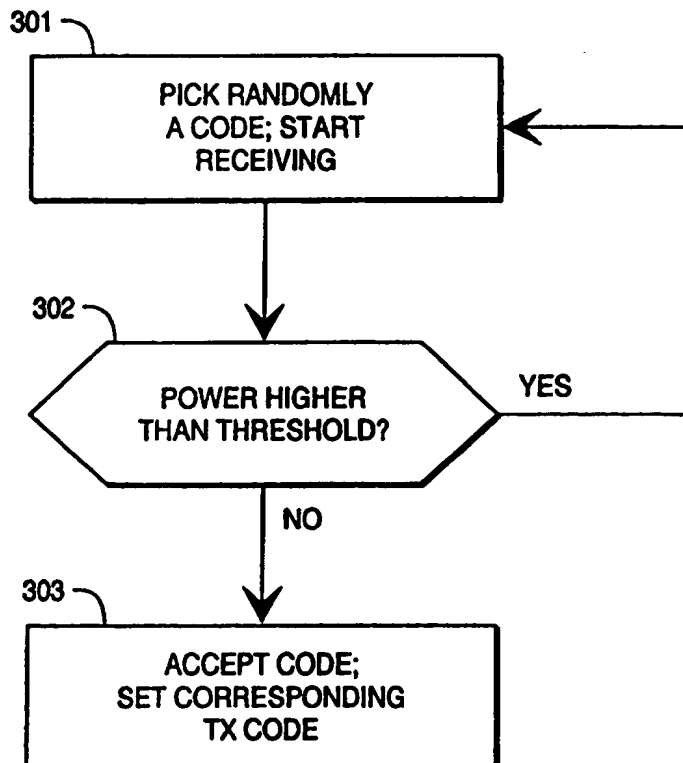 301
PICK RANDOMLY
A CODE; START
RECEIVING
302
POWER HIGHER
THAN THRESHOLD?
YES
NO
303
ACCEPT CODE;
SET CORRESPONDING
TX CODE